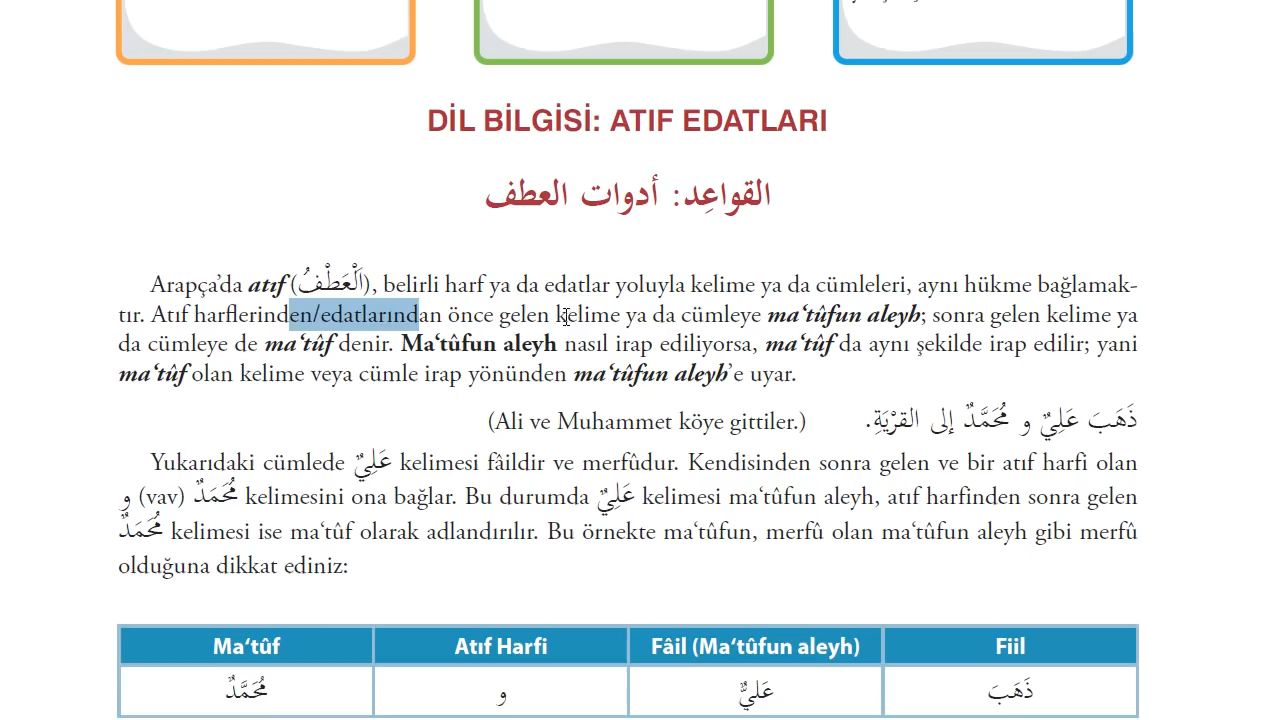 DİL BİLGİSİ: ATIF EDATLARI
القواعِد: أدوات العطف
Arapça’da atıf (اَلْعَطْفُ), belirli harf ya da edatlar yoluyla kelime ya da cümleleri, aynı hükme bağlamak-
tır. Atıf harflerinden/edatlarından önce gelen kelime ya da cümleye ma‘tûfun aleyh; sonra gelen kelime ya
da cümleye de ma‘tûf denir. Ma‘tûfun aleyh nasıl irap ediliyorsa, ma‘tûf da aynı şekilde irap edilir; yani
ma‘tûf olan kelime veya cümle irap yönünden ma‘tûfun aleyh’e uyar.
ذَهَبَ عَلِيٌ و مُحَمَّدٌ إلى القرْيَةِ. (Ali ve Muhammet köye gittiler.)
Yukarıdaki cümlede عَلِيٌ kelimesi fâildir ve merfûdur. Kendisinden sonra gelen ve bir atıf harfi olan
و (vav) مُحَمَدٌ kelimesini ona bağlar. Bu durumda عَلِيٌ kelimesi ma‘tûfun aleyh, atıf harfinden sonra gelen
مُحَمَدٌ kelimesi ise ma‘tûf olarak adlandırılır. Bu örnekte ma‘tûfun, merfû olan ma‘tûfun aleyh gibi merfû
olduğuna dikkat ediniz:
Ma‘tûf Atıf Harfi Fâil (Ma‘tûfun aleyh) Fiil
مُحَمَّدٌ و عَليٌّ ذَهَبَ